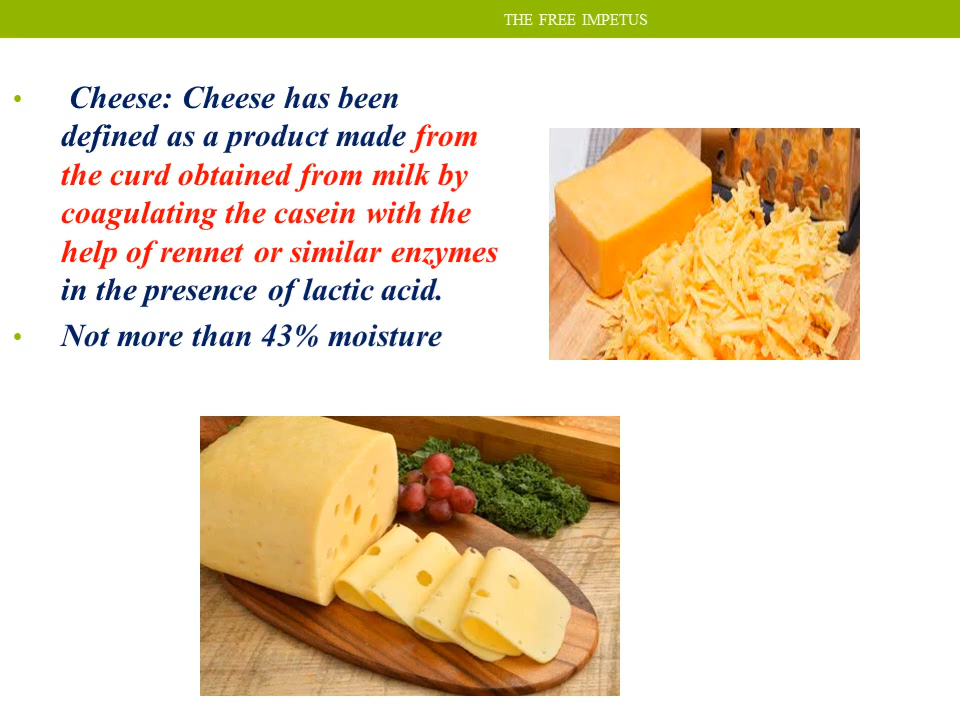 THE FREE IMPETUS
• Cheese: Cheese has been
defined as a product made from
the curd obtained from milk by
coagulating the casein with the
help of rennet or similar enzymes
in the presence of lactic acid.
• Not more than 43% moisture